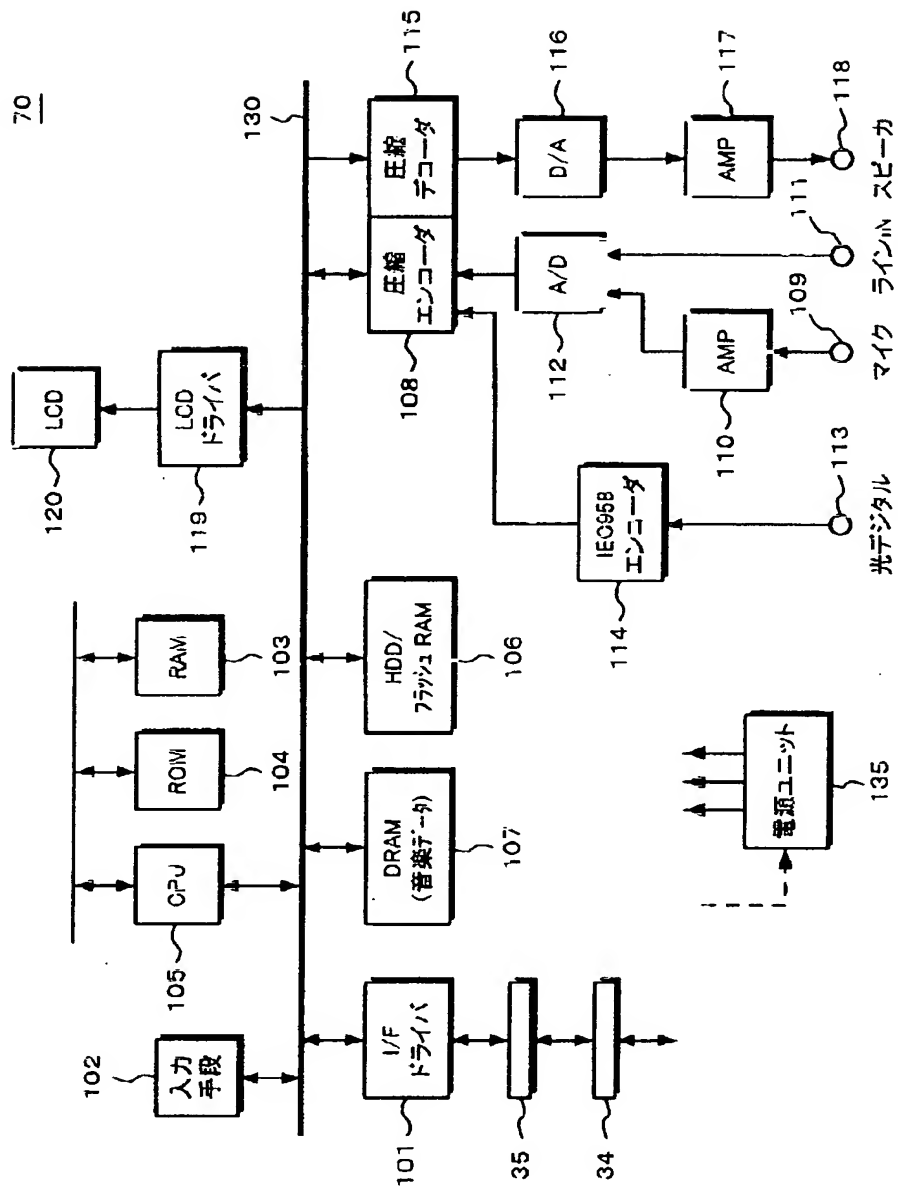 70
LCD
120
LCD
ドライバ
119
130
RAM
103
ROM
104
CPU
105
入力
手段
102
圧縮
エンコーダ
108
圧縮
デコーダ
115
HDD/
フラッシュRAM
106
DRAM
(音楽データ)
107
I/F
ドライバ
101
35
34
A/D
112
D/A
116
AMP
110
AMP
117
IEC958
エンコーダ
114
電源ユニット
135
113
光デジタル
109
マイク
111
ラインIN
118
スピーカ